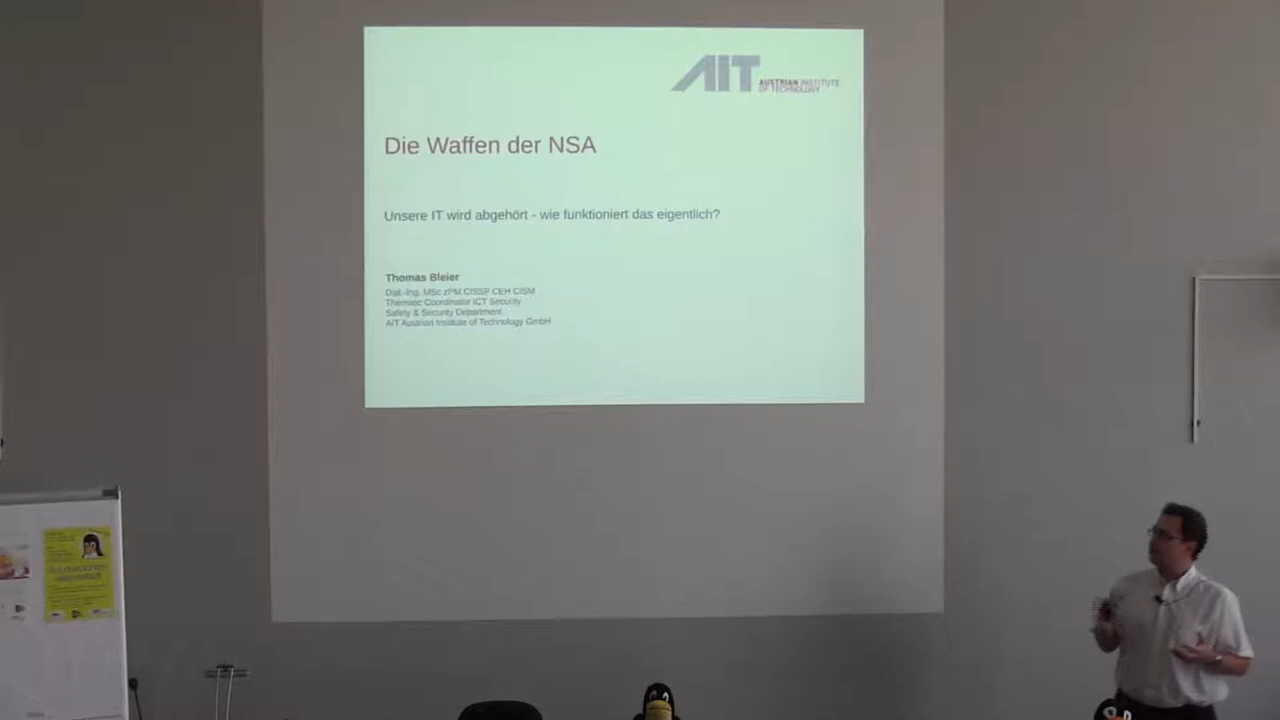 AIT
AUSTRIAN INSTITUTE
OF TECHNOLOGY
Die Waffen der NSA
Unsere IT wird abgehört - wie funktioniert das eigentlich?
Thomas Bleier
Dipl.-Ing. MSc zPM CISSP CEH CISM
Thematic Coordinator ICT Security
Safety & Security Department
AIT Austrian Institute of Technology GmbH